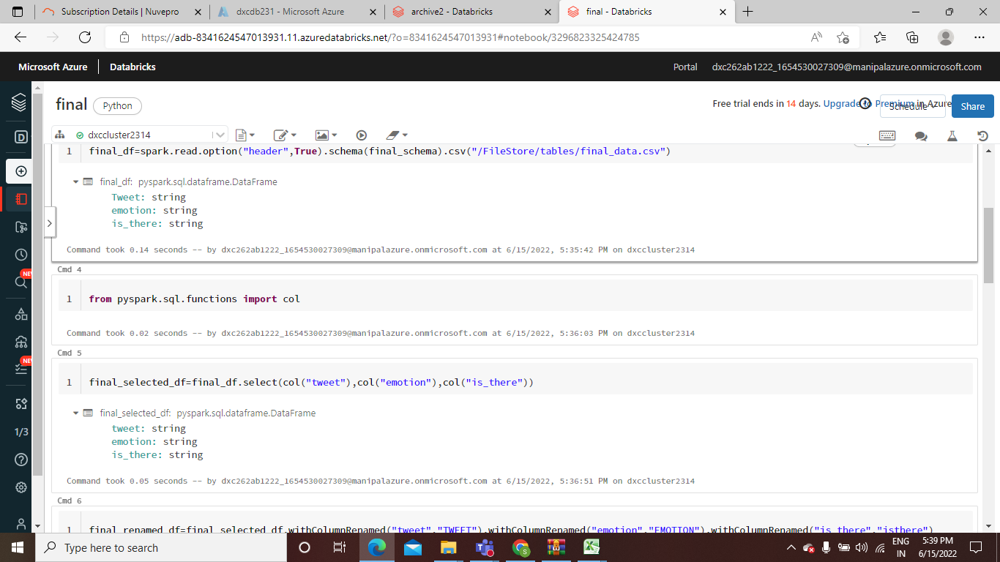 Subscription Details | Nuvepro
dxcdb231 - Microsoft Azure
archive2 - Databricks
final - Databricks
https://adb-8341624547013931.11.azuredatabricks.net/?o=8341624547013931#notebook/3296823325424785
Microsoft Azure Databricks Portal dxc262ab1222_1654530027309@manipalazure.onmicrosoft.com
final Python
Free trial ends in 14 days. Upgrade to Premium in Azure
Schedule
Share
dxccluster2314
1 final_df=spark.read.option("header",True).schema(final_schema).csv("/FileStore/tables/final_data.csv")
final_df: pyspark.sql.dataframe.DataFrame
Tweet: string
emotion: string
is_there: string
Command took 0.14 seconds -- by dxc262ab1222_1654530027309@manipalazure.onmicrosoft.com at 6/15/2022, 5:35:42 PM on dxccluster2314
Cmd 4
1 from pyspark.sql.functions import col
Command took 0.02 seconds -- by dxc262ab1222_1654530027309@manipalazure.onmicrosoft.com at 6/15/2022, 5:36:03 PM on dxccluster2314
Cmd 5
1 final_selected_df=final_df.select(col("tweet"),col("emotion"),col("is_there"))
final_selected_df: pyspark.sql.dataframe.DataFrame
tweet: string
emotion: string
is_there: string
Command took 0.05 seconds -- by dxc262ab1222_1654530027309@manipalazure.onmicrosoft.com at 6/15/2022, 5:36:51 PM on dxccluster2314
Cmd 6
1 final_renamed_df=final_selected_df.withColumnRenamed("tweet","TWEET").withColumnRenamed("emotion","EMOTION").withColumnRenamed("is_there","isthere")
D
NE
NE
1/3
Type here to search
S
ENG
IN
5:39 PM
6/15/2022